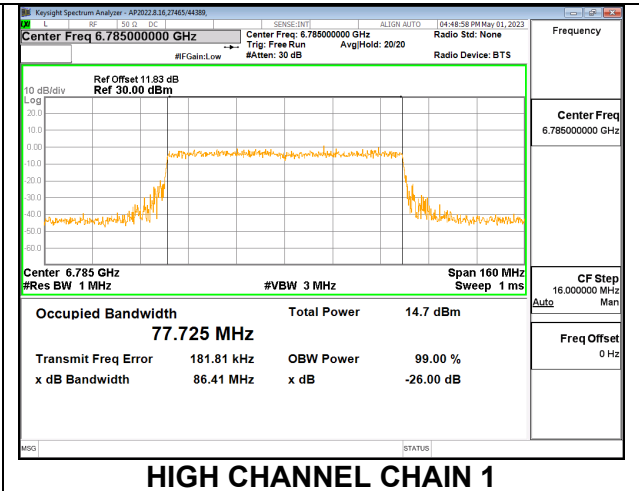 Keysight Spectrum Analyzer - AP2022.8.16,27465/44389,
L RF 50 Ω DC SENSE:INT ALIGN AUTO 04:48:58 PM May 01, 2023
Center Freq 6.785000000 GHz Center Freq: 6.785000000 GHz Radio Std: None Frequency
Trig: Free Run Avg|Hold: 20/20
#IFGain:Low #Atten: 30 dB Radio Device: BTS
Ref Offset 11.83 dB
10 dB/div Ref 30.00 dBm
Log
20.0
10.0
0.00
-10.0
-20.0
-30.0
-40.0
-50.0
-60.0
Center 6.785 GHz Span 160 MHz
#Res BW 1 MHz #VBW 3 MHz Sweep 1 ms
Occupied Bandwidth Total Power 14.7 dBm
77.725 MHz
Transmit Freq Error 181.81 kHz OBW Power 99.00 %
x dB Bandwidth 86.41 MHz x dB -26.00 dB
Center Freq
6.785000000 GHz
CF Step
16.000000 MHz
Auto Man
Freq Offset
0 Hz
MSG STATUS
HIGH CHANNEL CHAIN 1